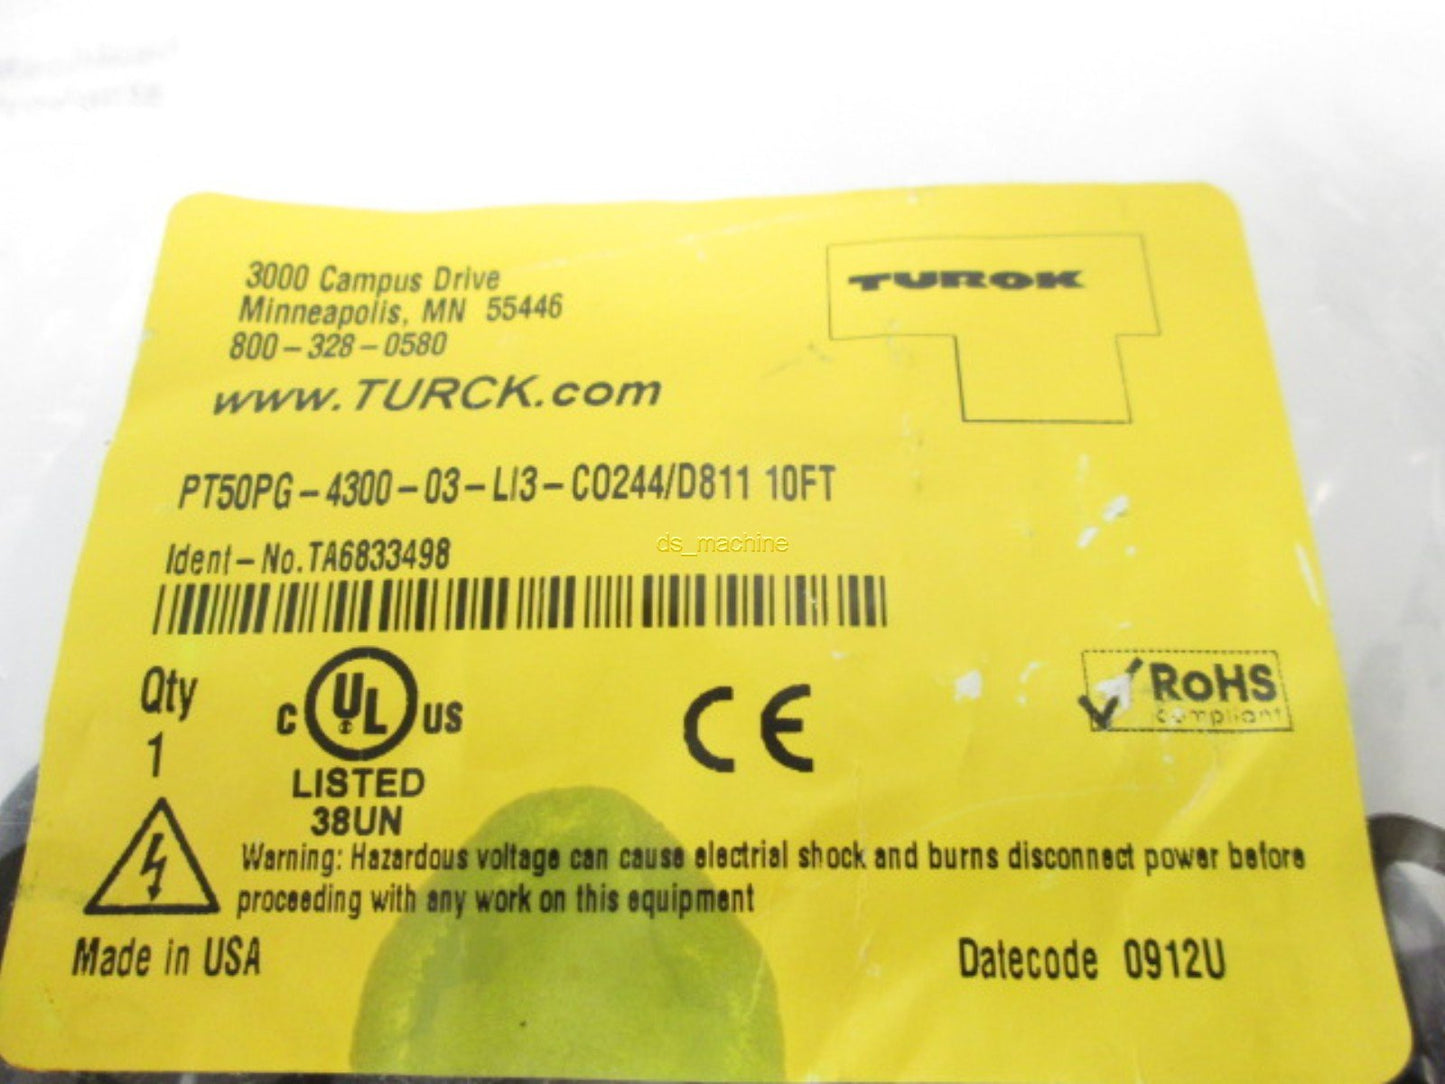 3000 Campus Drive
Minneapolis, MN 55446
800-328-0580
www.TURCK.com
TURCK
PT50PG-4300-03-LI3-CO244/D811 10FT
Ident-No.TA6833498
ds_machine
Qty
1
C UL US
LISTED
38UN
CE
RoHS
compliant
Warning: Hazardous voltage can cause electrial shock and burns disconnect power before
proceeding with any work on this equipment
Made in USA
Datecode 0912U